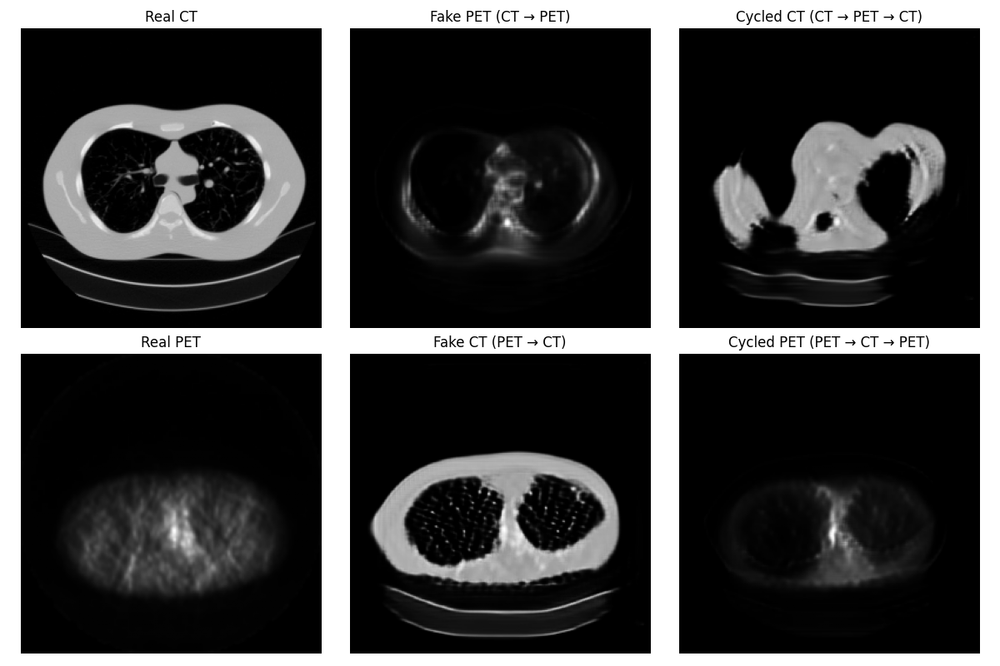 Real CT
Fake PET (CT → PET)
Cycled CT (CT → PET → CT)
Real PET
Fake CT (PET → CT)
Cycled PET (PET → CT → PET)